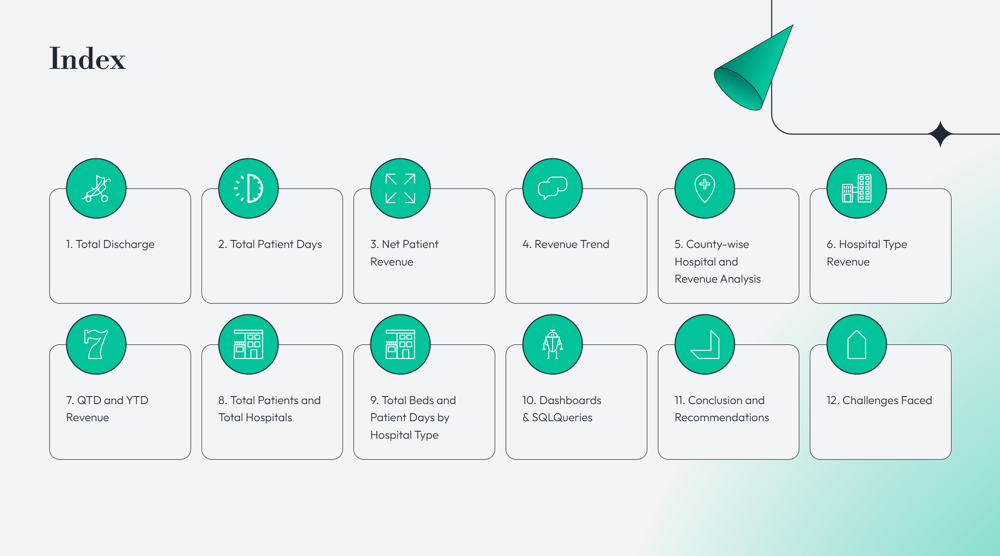 Index
1. Total Discharge
2. Total Patient Days
3. Net Patient
Revenue
4. Revenue Trend
5. County-wise
Hospital and
Revenue Analysis
6. Hospital Type
Revenue
7. QTD and YTD
Revenue
8. Total Patients and
Total Hospitals
9. Total Beds and
Patient Days by
Hospital Type
10. Dashboards
& SQLQueries
11. Conclusion and
Recommendations
12. Challenges Faced